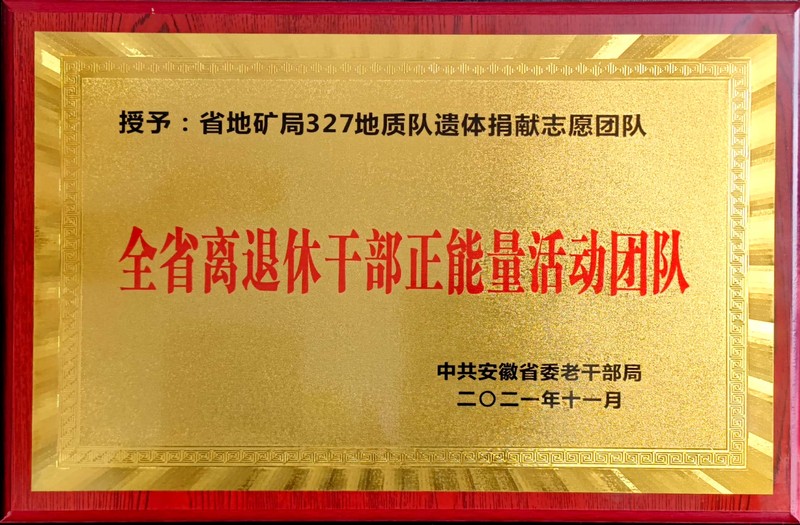 授予：省地矿局327地质队遗体捐献志愿团队
全省离退休干部正能量活动团队
中共安徽省委老干部局
二〇二一年十一月